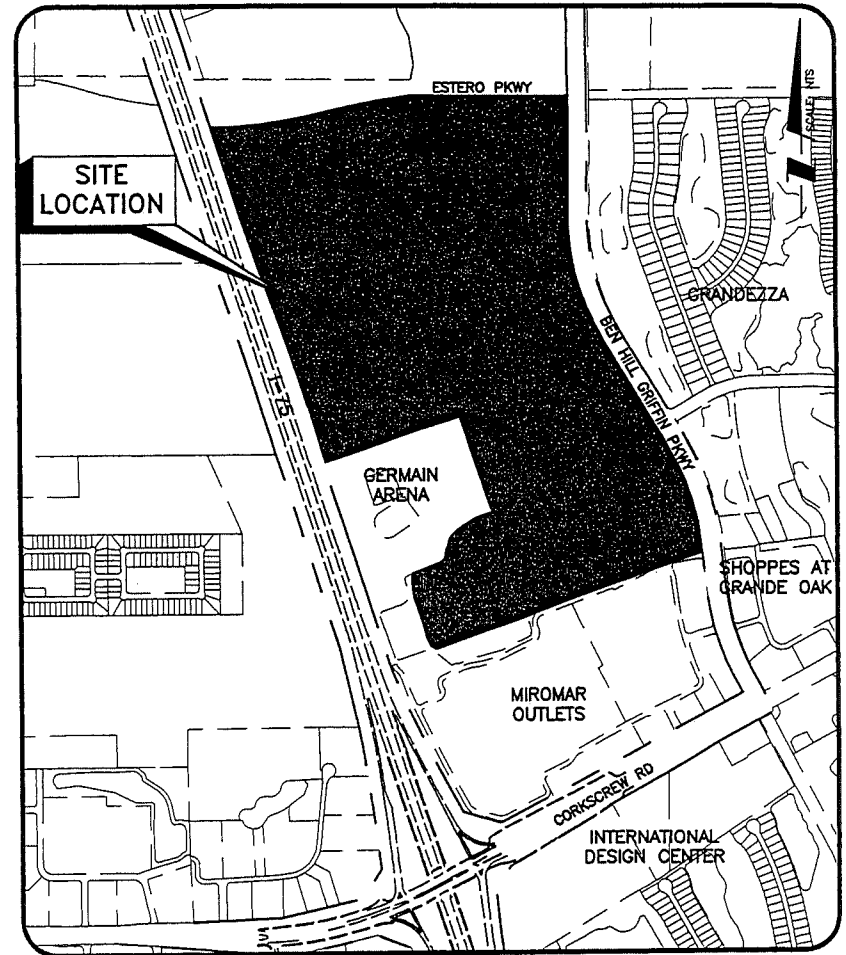 ESTERO PKWY
SCALE: NTS
SITE
LOCATION
GRANDEZZA
BEN HILL GRIFFIN PKWY
I-75
GERMAIN
ARENA
SHOPPES AT
GRANDE OAK
MIROMAR
OUTLETS
CORKSCREW RD
INTERNATIONAL
DESIGN CENTER